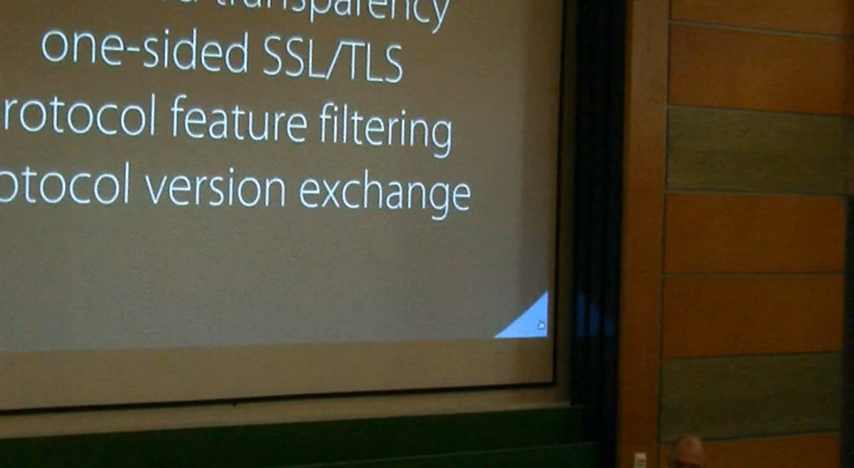 transparency
one-sided SSL/TLS
rotocol feature filtering
otocol version exchange